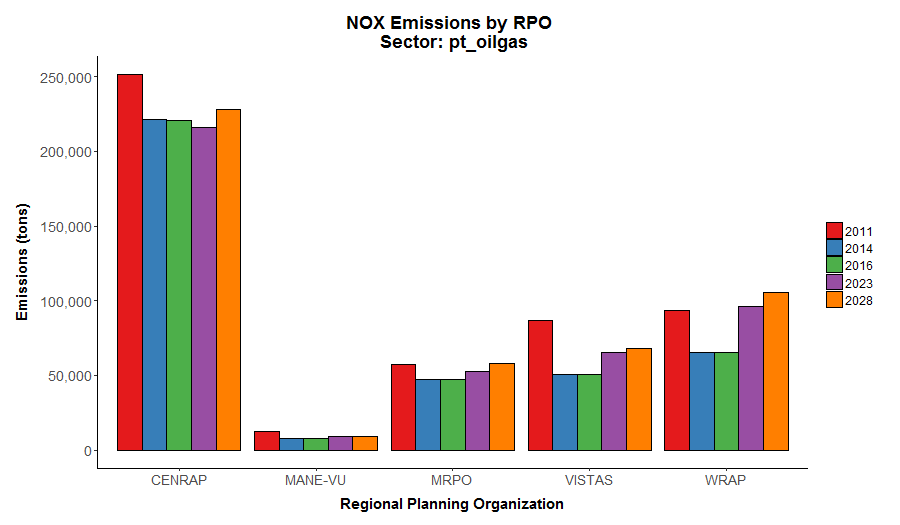 NOX Emissions by RPO
Sector: pt_oilgas
Emissions (tons)
250,000
200,000
150,000
100,000
50,000
0
CENRAP
MANE-VU
MRPO
VISTAS
WRAP
Regional Planning Organization
2011
2014
2016
2023
2028